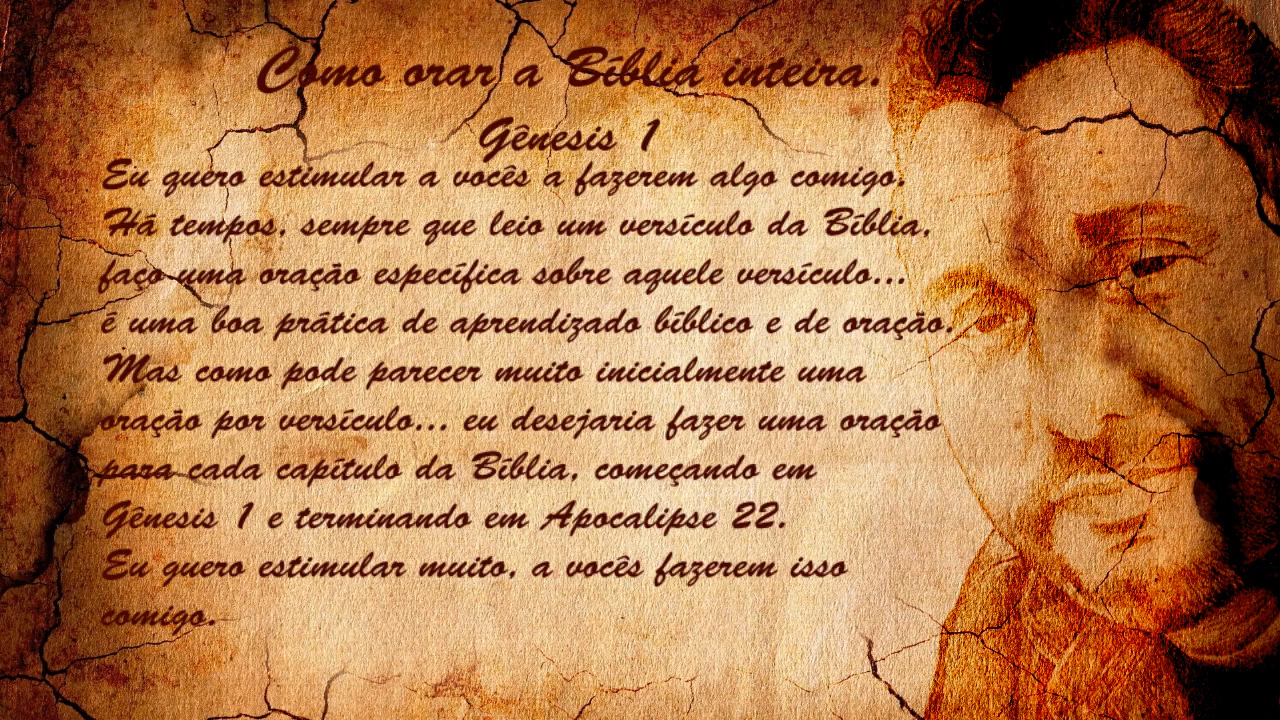 Como orar a Bíblia inteira.
Gênesis 1
Eu quero estimular a vocês a fazerem algo comigo.
Há tempos, sempre que leio um versículo da Bíblia,
faço uma oração específica sobre aquele versículo...
é uma boa prática de aprendizado bíblico e de oração.
Mas como pode parecer muito inicialmente uma
oração por versículo... eu desejaria fazer uma oração
para cada capítulo da Bíblia, começando em
Gênesis 1 e terminando em Apocalipse 22.
Eu quero estimular muito, a vocês fazerem isso
comigo.